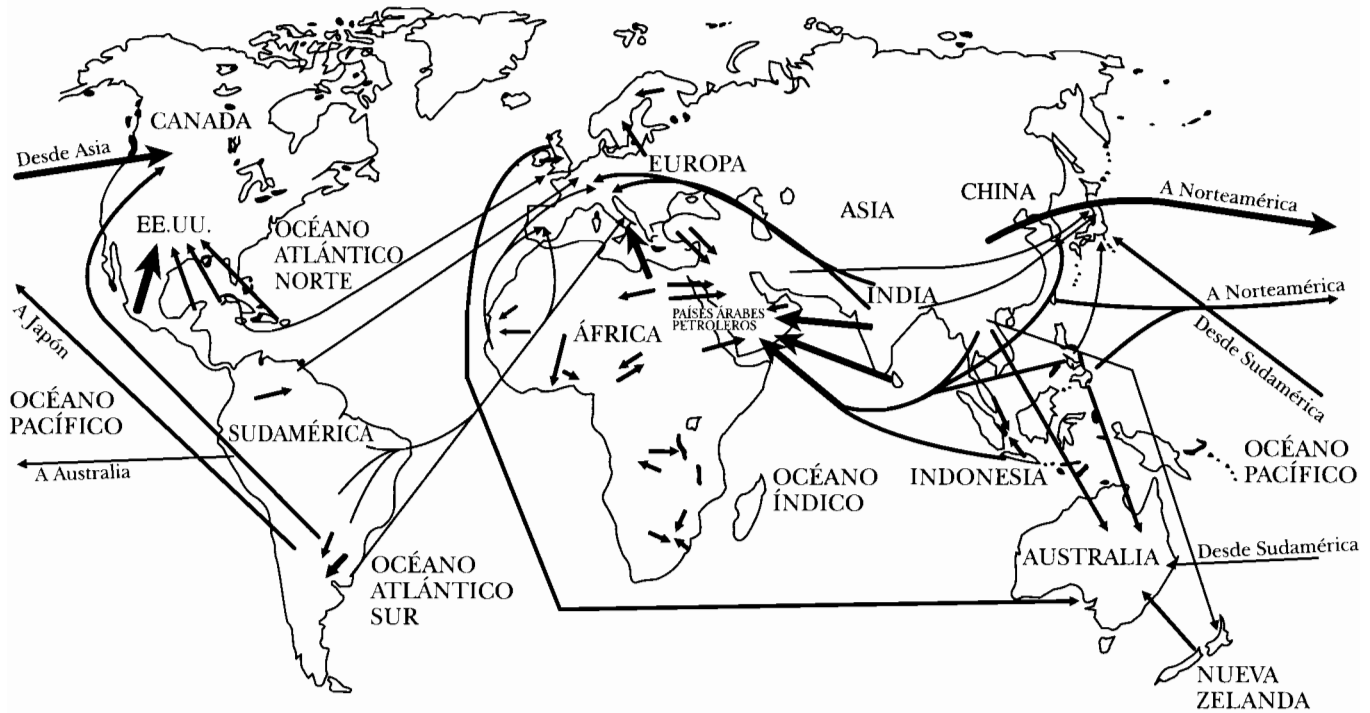 CANADA
Desde Asia
EUROPA
CHINA
ASIA
A Norteamérica
EE.UU.
OCÉANO
ATLÁNTICO
NORTE
INDIA
A Norteamérica
PAÍSES ÁRABES
PETROLEROS
ÁFRICA
A Japón
Desde Sudamérica
OCÉANO
PACÍFICO
SUDAMÉRICA
A Australia
OCÉANO
ÍNDICO
INDONESIA
OCÉANO
PACÍFICO
OCÉANO
ATLÁNTICO
SUR
AUSTRALIA
Desde Sudamérica
NUEVA
ZELANDA